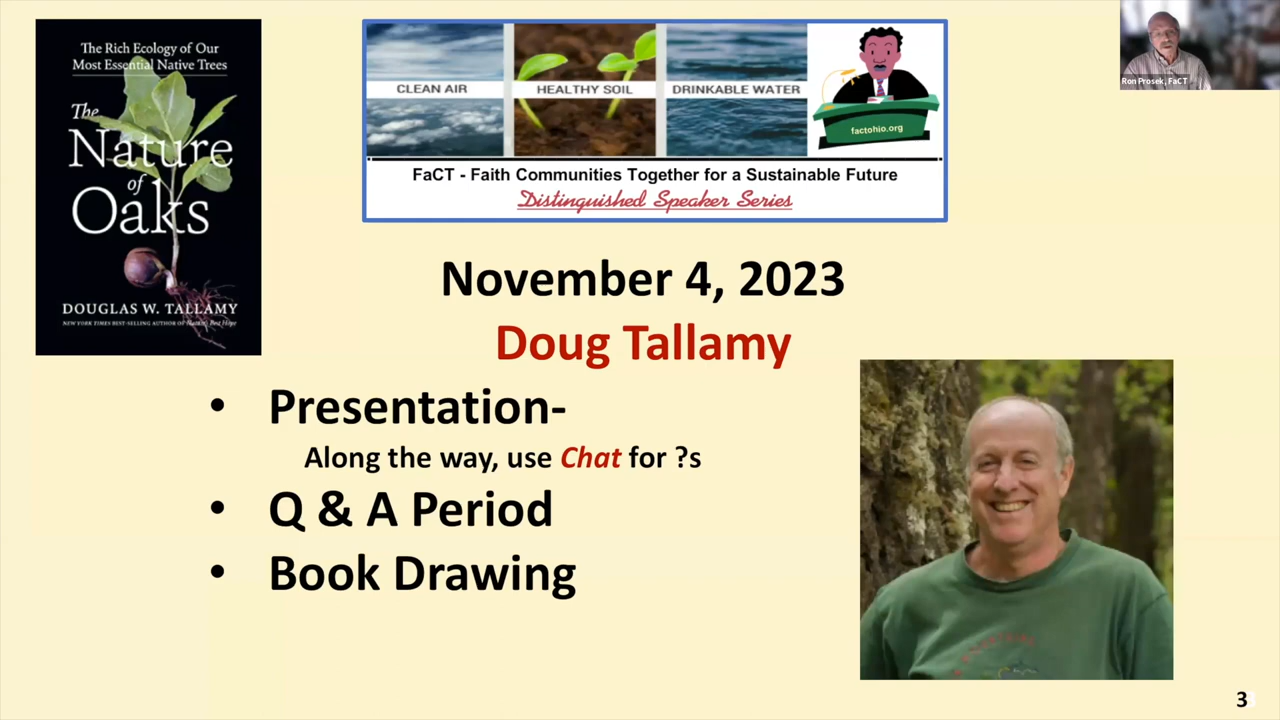 The Rich Ecology of Our
Most Essential Native Trees
The
Nature
of
Oaks
DOUGLAS W. TALLAMY
NEW YORK TIMES BEST-SELLING AUTHOR OF Nature's Best Hope
CLEAN AIR
HEALTHY SOIL
DRINKABLE WATER
factohio.org
FaCT - Faith Communities Together for a Sustainable Future
Distinguished Speaker Series
Ron Prosek, FaCT
November 4, 2023
Doug Tallamy
• Presentation-
Along the way, use Chat for ?s
• Q & A Period
• Book Drawing
3